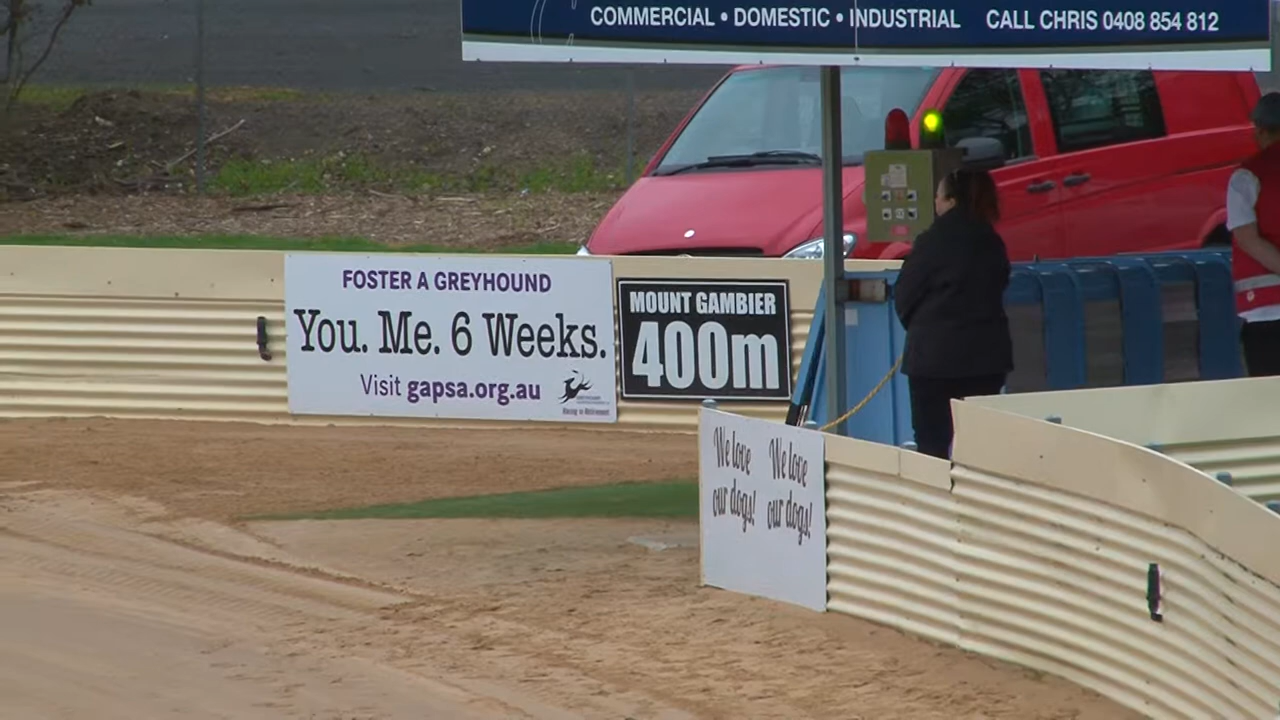 COMMERCIAL • DOMESTIC • INDUSTRIAL CALL CHRIS 0408 854 812
FOSTER A GREYHOUND
You. Me. 6 Weeks.
Visit gapsa.org.au
MOUNT GAMBIER
400m
We love We love
our dogs! our dogs!